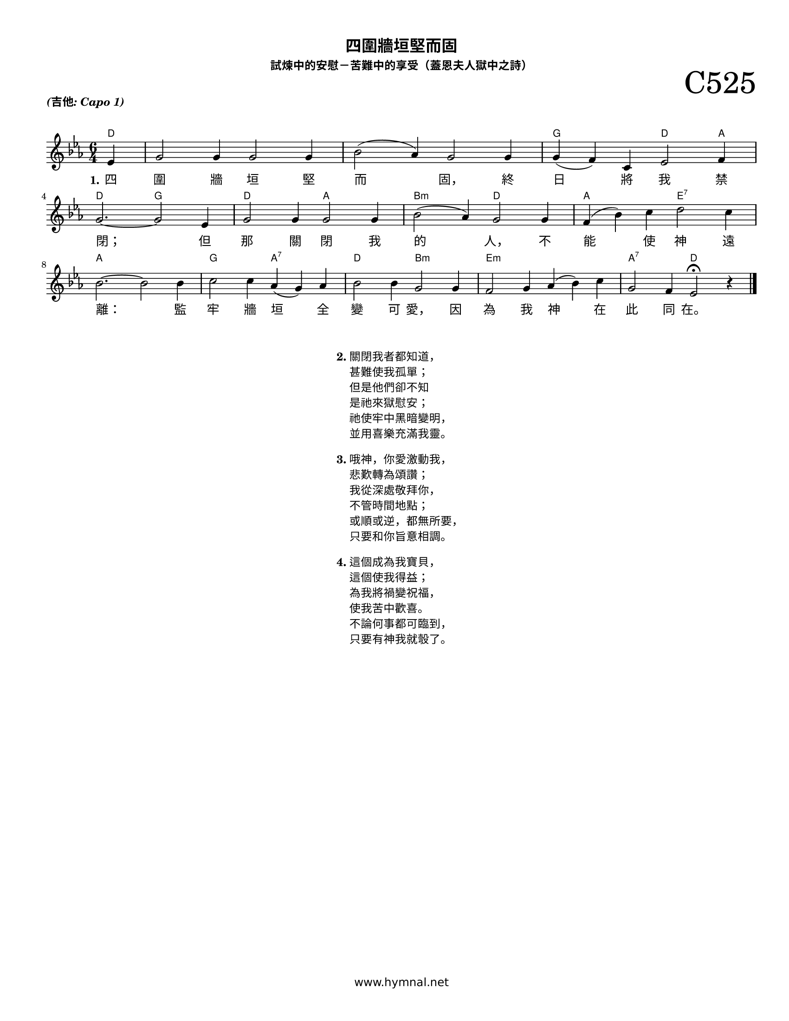 四圍牆垣堅而固
試煉中的安慰－苦難中的享受（蓋恩夫人獄中之詩）
C525
(吉他: Capo 1)
D G D A
6
4
1. 四 圍 牆 垣 堅 而 固， 終 日 將 我 禁
4
D G D A Bm D A E7
閉； 但 那 關 閉 我 的 人， 不 能 使 神 遠
8
A G A7 D Bm Em A7 D
離： 監 牢 牆 垣 全 變 可 愛， 因 為 我 神 在 此 同 在。
2. 關閉我者都知道，
甚難使我孤單；
但是他們卻不知
是祂來獄慰安；
祂使牢中黑暗變明，
並用喜樂充滿我靈。
3. 哦神，你愛激動我，
悲歎轉為頌讚；
我從深處敬拜你，
不管時間地點；
或順或逆，都無所要，
只要和你旨意相調。
4. 這個成為我寶貝，
這個使我得益；
為我將禍變祝福，
使我苦中歡喜。
不論何事都可臨到，
只要有神我就彀了。
www.hymnal.net